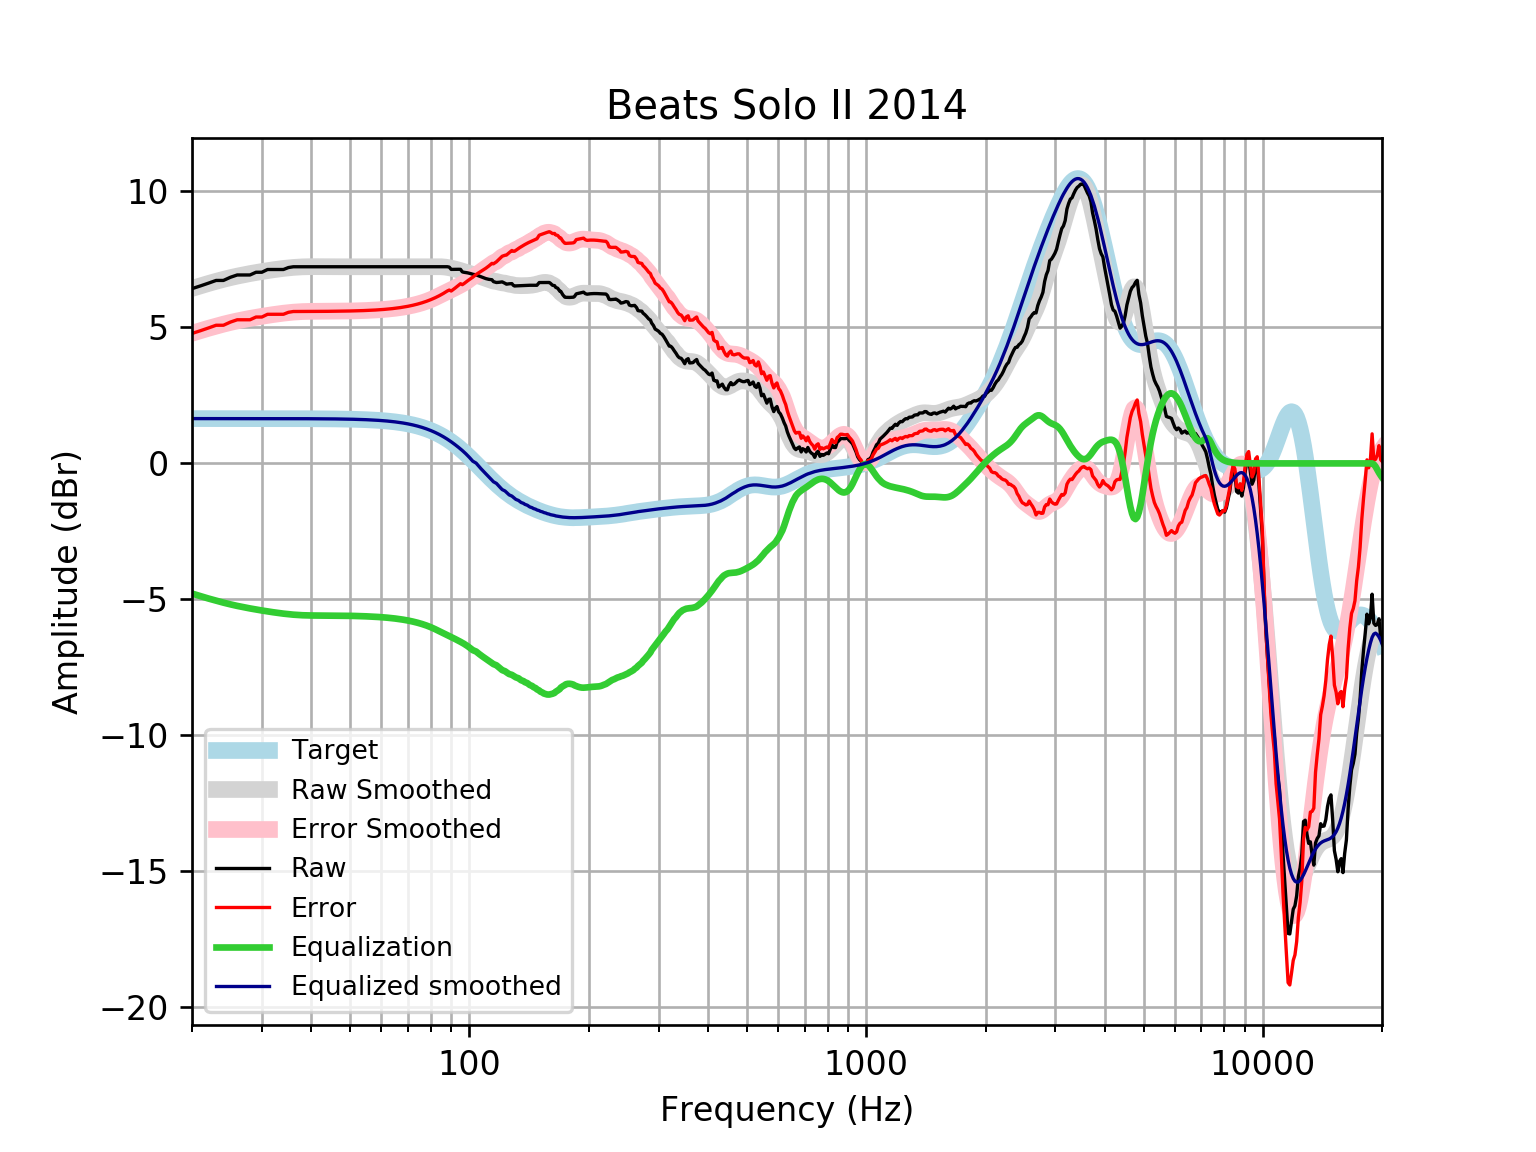 Beats Solo II 2014
Amplitude (dBr)
10
5
0
−5
−10
−15
−20
Target
Raw Smoothed
Error Smoothed
Raw
Error
Equalization
Equalized smoothed
100 1000 10000
Frequency (Hz)